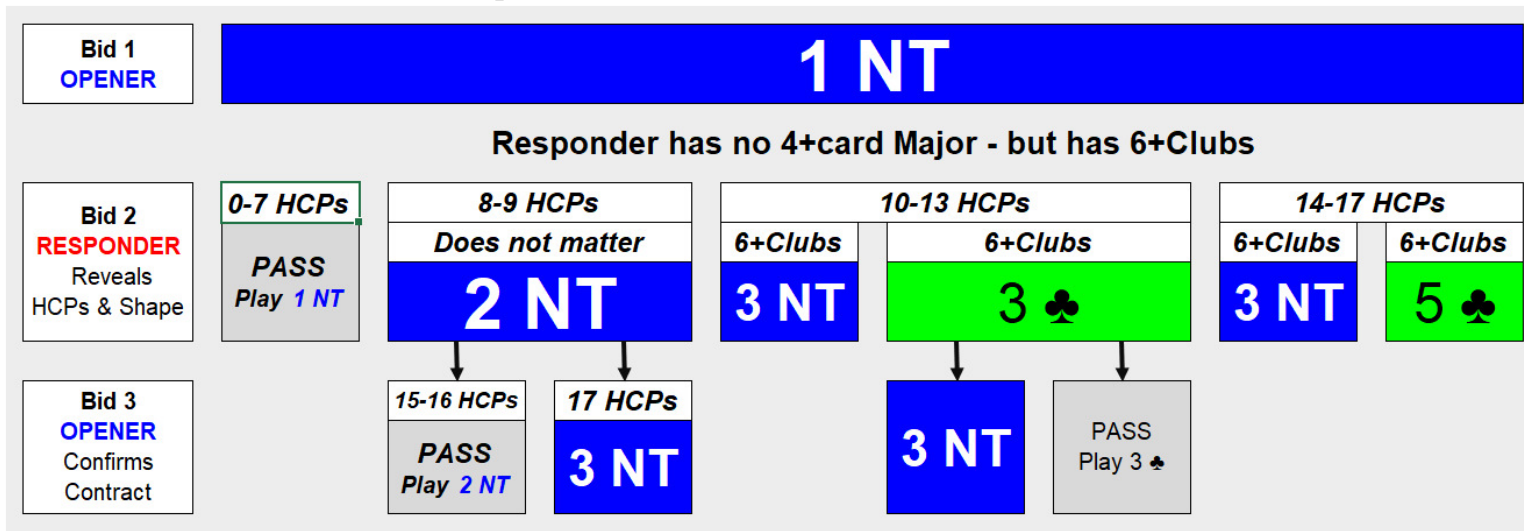 Bid 1
OPENER
1 NT
Responder has no 4+card Major - but has 6+Clubs
Bid 2
RESPONDER
Reveals
HCPs & Shape
0-7 HCPs
PASS
Play 1 NT
8-9 HCPs
Does not matter
2 NT
10-13 HCPs
6+Clubs
3 NT
6+Clubs
3 ♣
14-17 HCPs
6+Clubs
3 NT
6+Clubs
5 ♣
Bid 3
OPENER
Confirms
Contract
15-16 HCPs
PASS
Play 2 NT
17 HCPs
3 NT
3 NT
PASS
Play 3 ♣